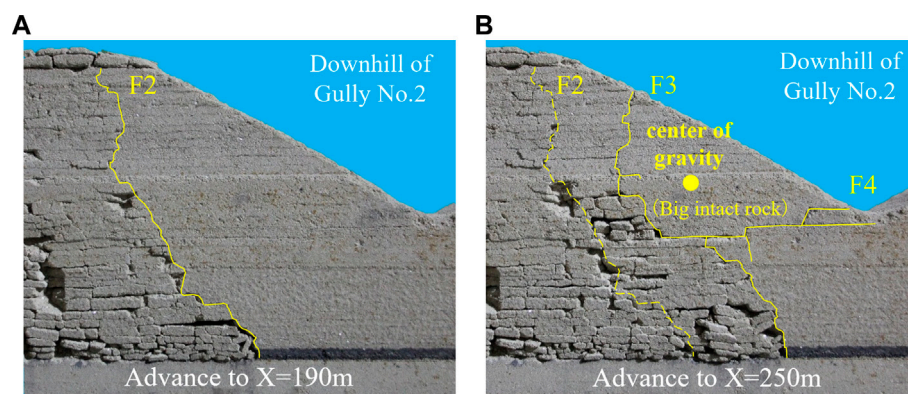 A
F2
Downhill of
Gully No.2
Advance to X=190m
B
F2
F3
Downhill of
Gully No.2
center of
gravity
F4
(Big intact rock)
Advance to X=250m